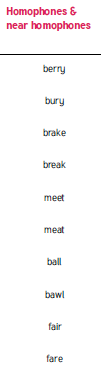 Homophones &
near homophones
berry
bury
brake
break
meet
meat
ball
bawl
fair
fare